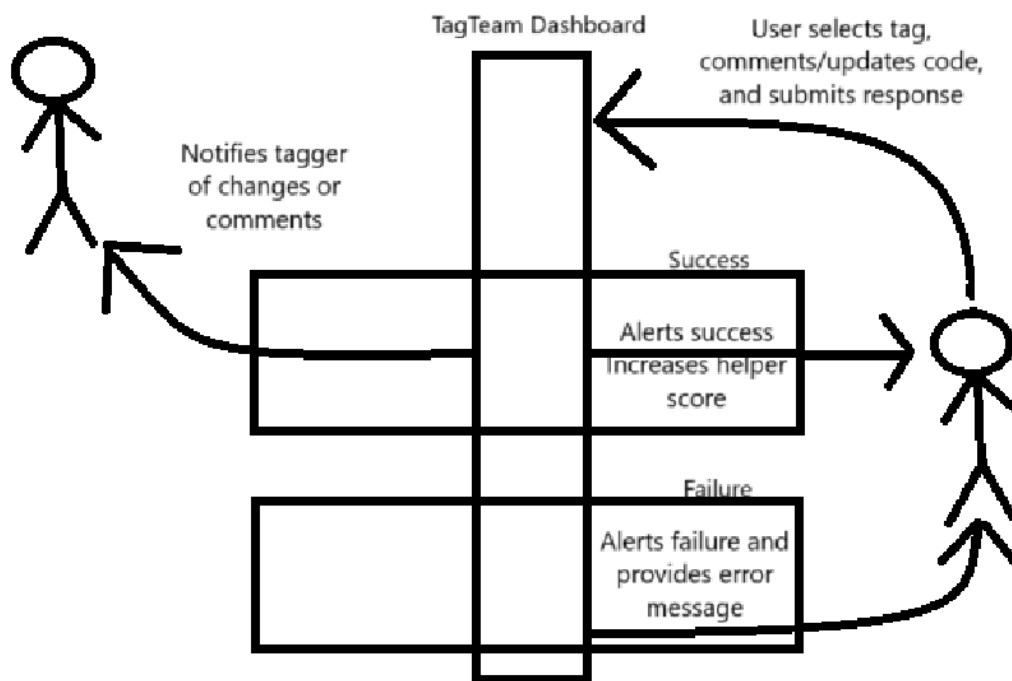 TagTeam Dashboard
User selects tag,
comments/updates code,
and submits response
Notifies tagger
of changes or
comments
Success
Alerts success
Increases helper
score
Failure
Alerts failure and
provides error
message